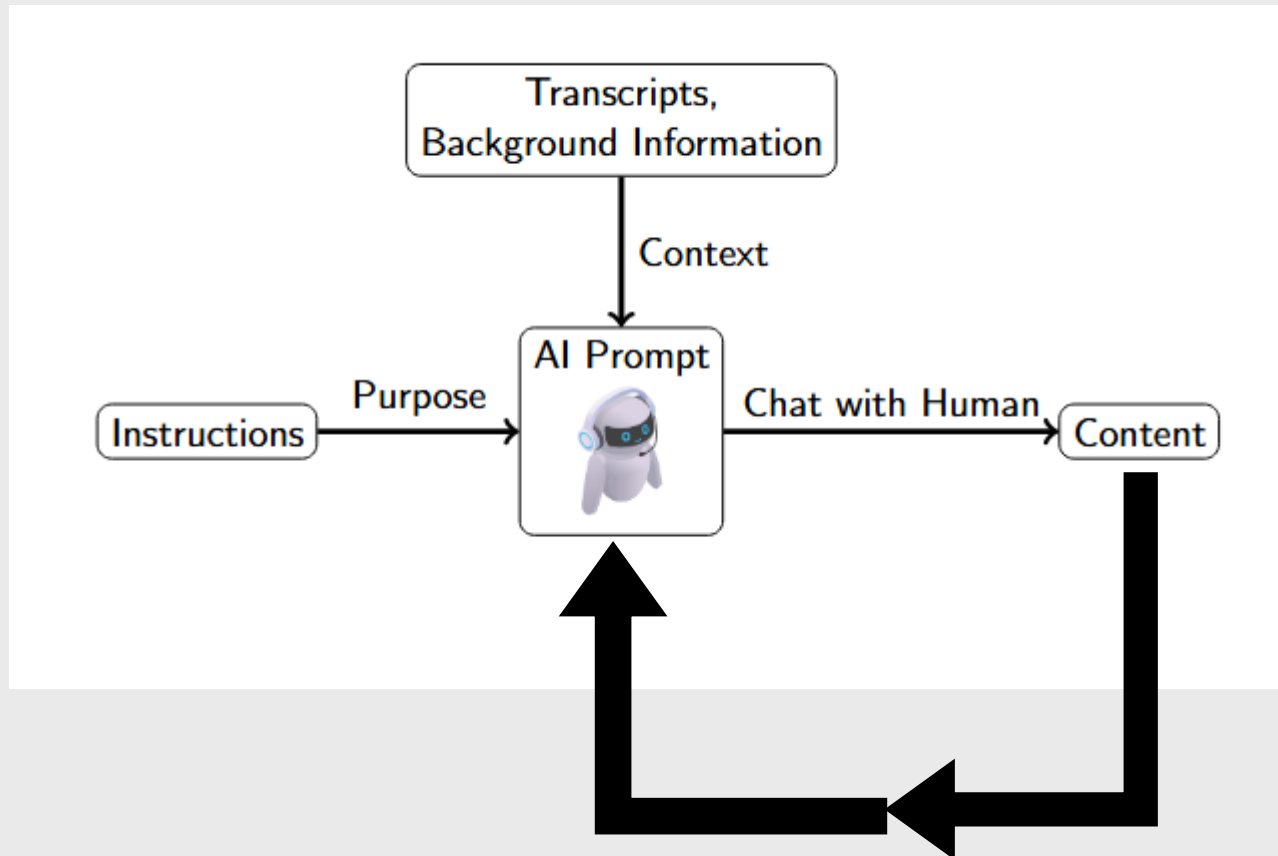 Transcripts,
Background Information
Context
AI Prompt
Purpose
Chat with Human
Instructions
Content